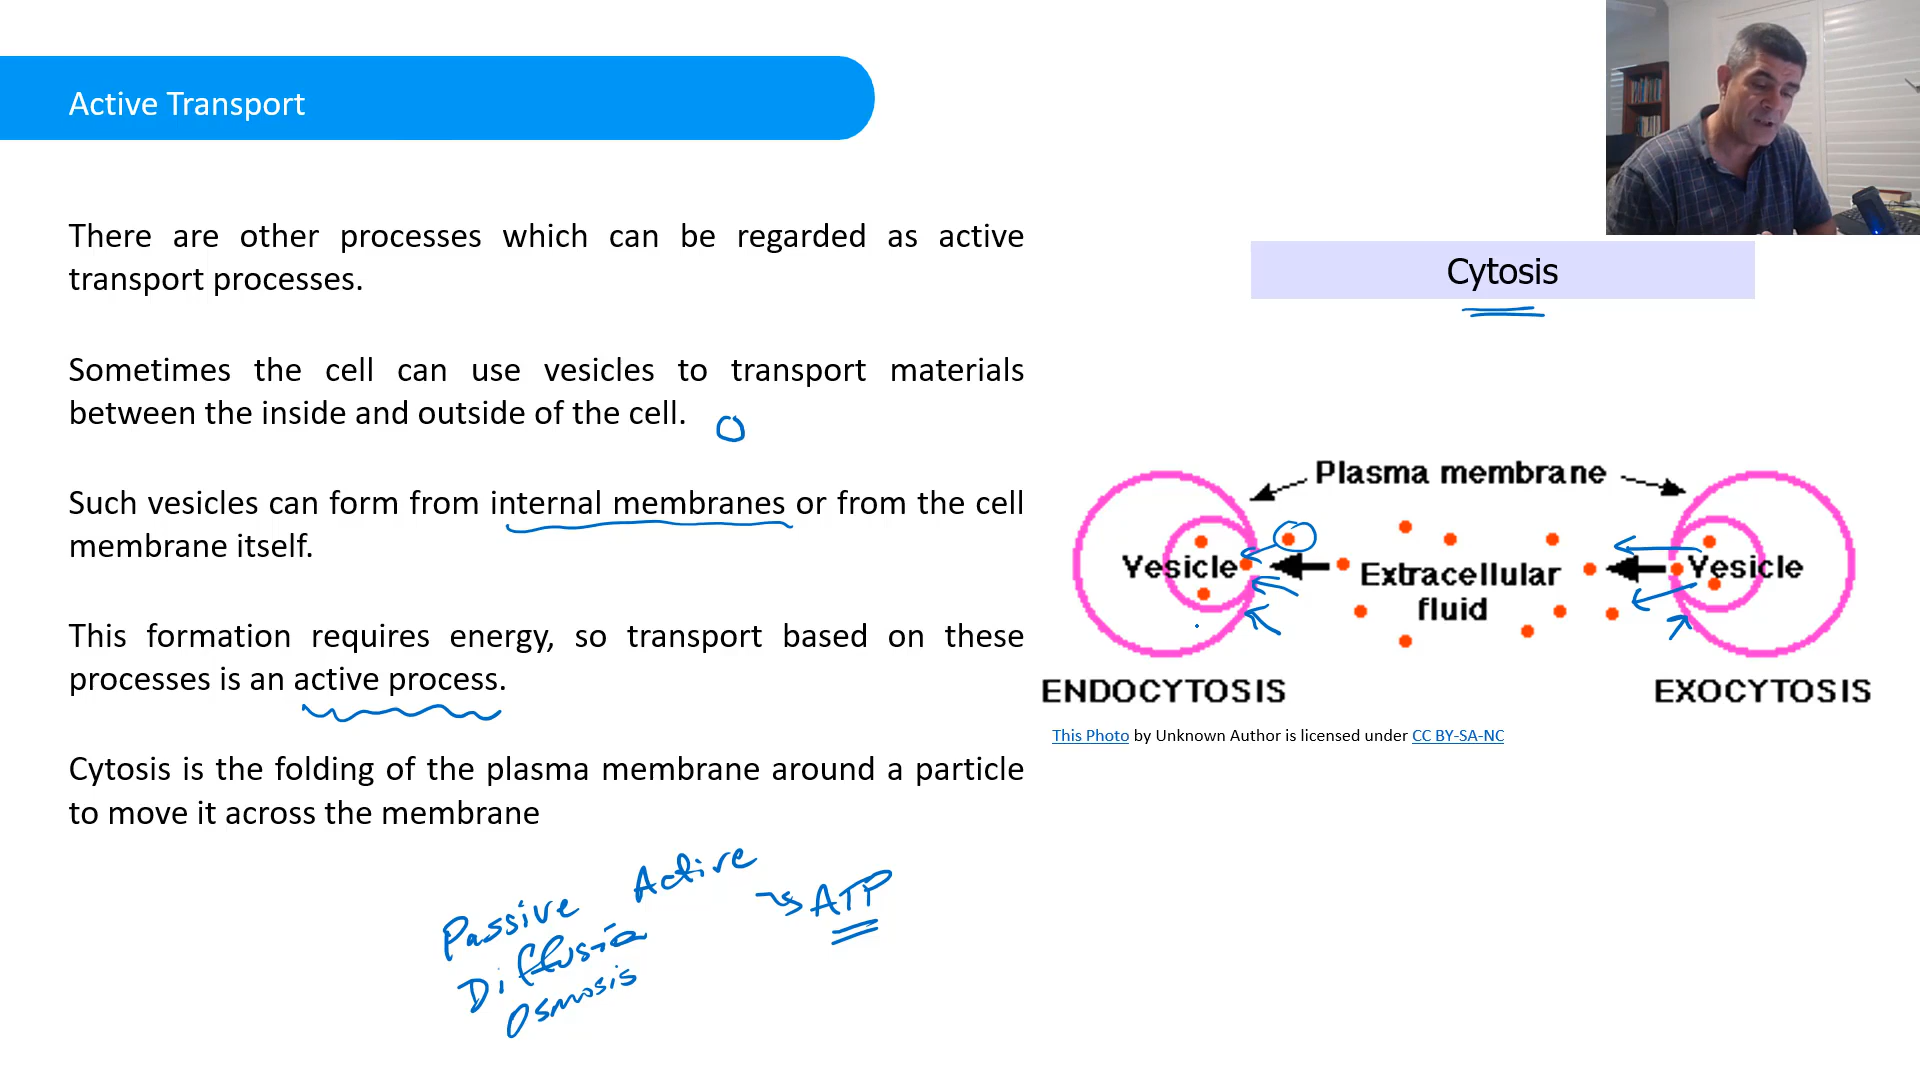 Active Transport
There are other processes which can be regarded as active
transport processes.
Sometimes the cell can use vesicles to transport materials
between the inside and outside of the cell.
Such vesicles can form from internal membranes or from the cell
membrane itself.
This formation requires energy, so transport based on these
processes is an active process.
Cytosis is the folding of the plasma membrane around a particle
to move it across the membrane
Passive Active
ATP
Diffusion
Osmosis
Cytosis
Plasma membrane
Vesicle
Extracellular
fluid
Vesicle
ENDOCYTOSIS
EXOCYTOSIS
This Photo by Unknown Author is licensed under CC BY-SA-NC